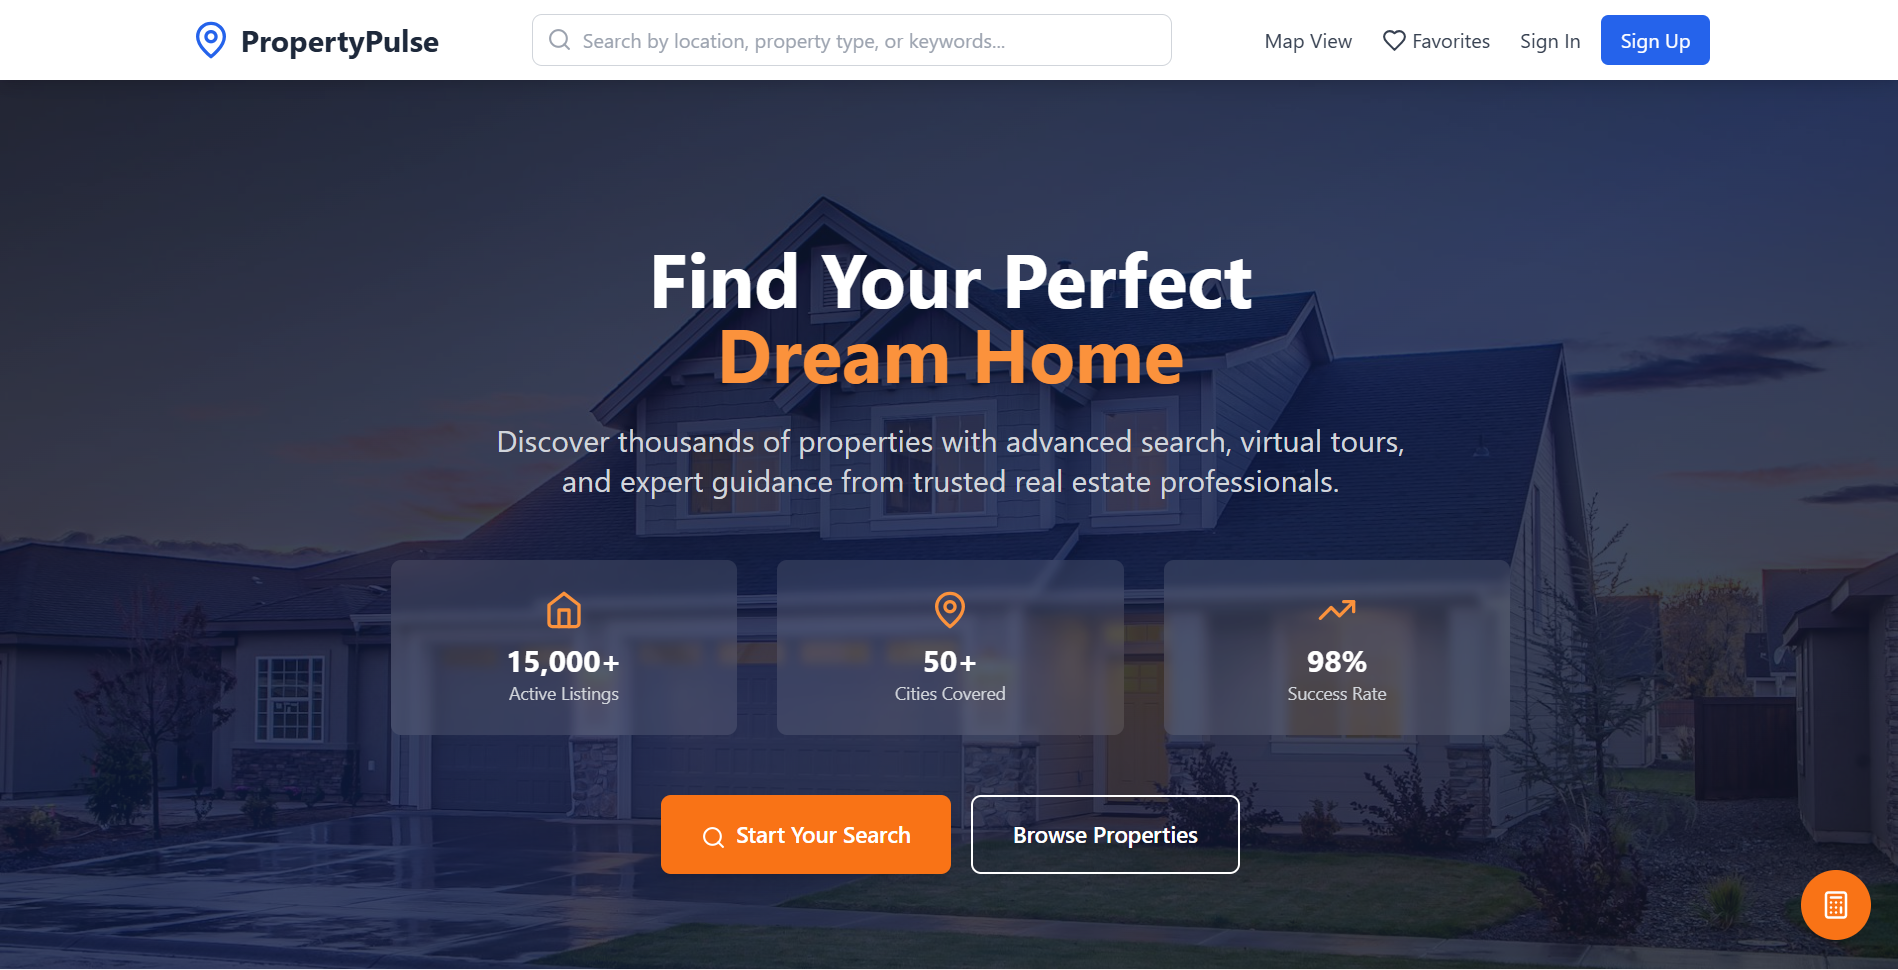 PropertyPulse
Search by location, property type, or keywords...
Map View
Favorites
Sign In
Sign Up
Find Your Perfect
Dream Home
Discover thousands of properties with advanced search, virtual tours,
and expert guidance from trusted real estate professionals.
15,000+
Active Listings
50+
Cities Covered
98%
Success Rate
Start Your Search
Browse Properties